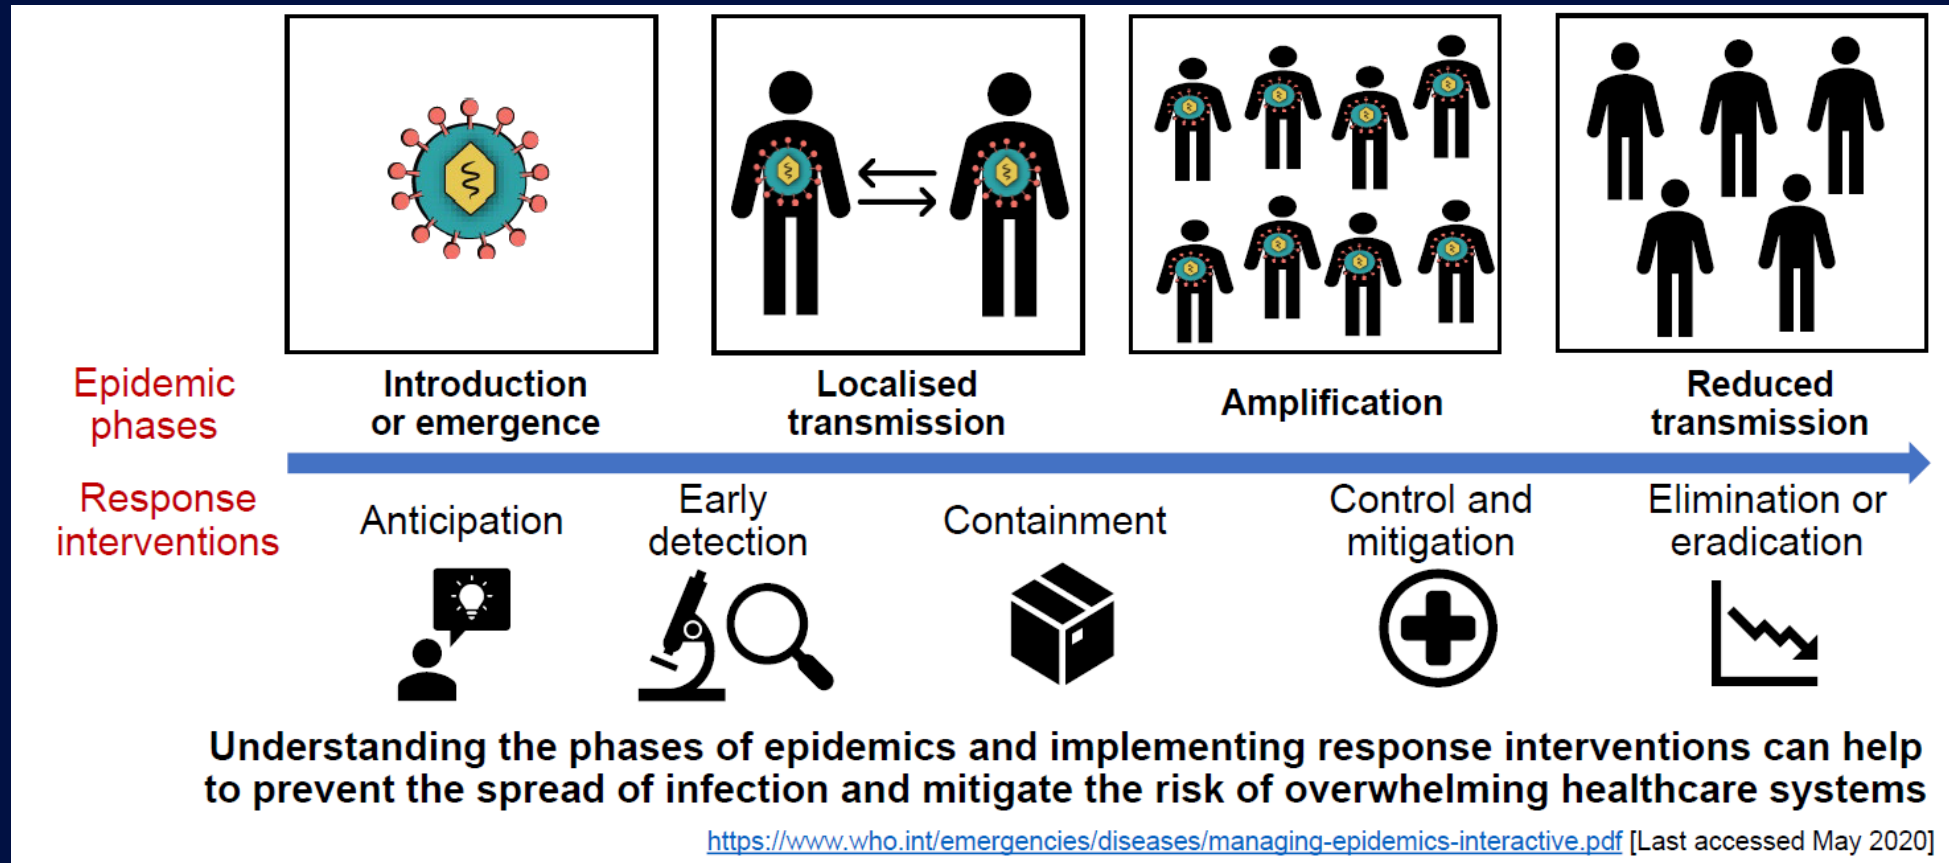 Epidemic
phases
Introduction
or emergence
Localised
transmission
Amplification
Reduced
transmission
Response
interventions
Anticipation
Early
detection
Containment
Control and
mitigation
Elimination or
eradication
Understanding the phases of epidemics and implementing response interventions can help
to prevent the spread of infection and mitigate the risk of overwhelming healthcare systems
https://www.who.int/emergencies/diseases/managing-epidemics-interactive.pdf [Last accessed May 2020]